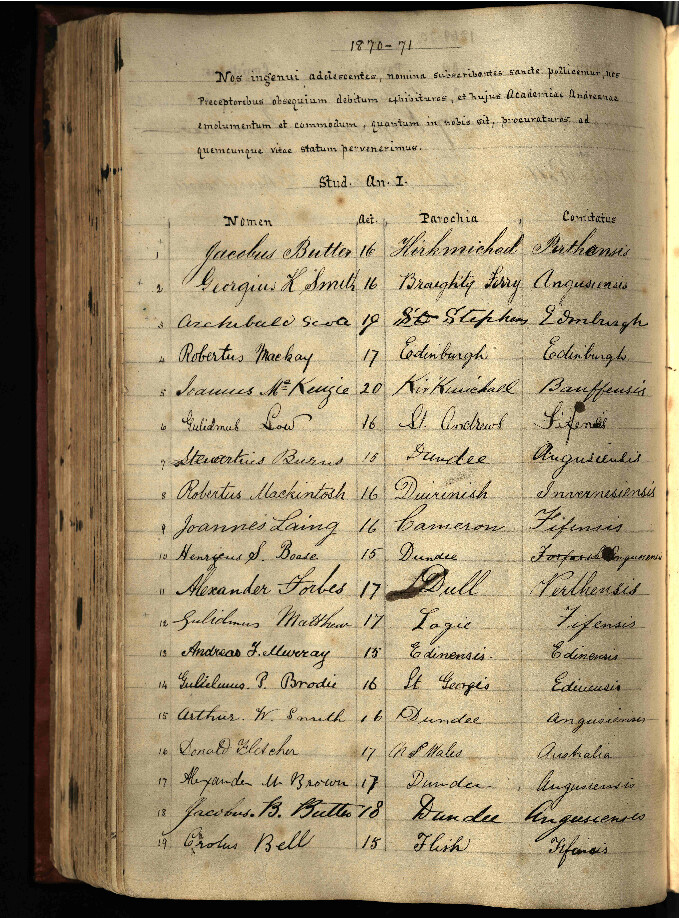 1870-71
Nos ingenui adolescentes, nomina subscribentes sancte pollicemur, nos
Preceptoribus obsequium debitum exhibituros, et hujus Academiae Andreanae
emolumentum et commodum, quantum in nobis sit, procuraturos ad
quemcunque vitae statum pervenerimus.
Stud. An. I.
Nomen Aet. Parochia Comitatus
1 Jacobus Butter 16 Kirkmichael Perthensis
2 Georgius H Smith 16 Broughty Ferry Angusiensis
3 Archibald Scott St Stephens Edinburgh
4 Robertus Mackay 17 Edinburgh Edinburgh
5 Joannes McKenzie 20 Kirkmichael Banffensis
6 Gulielmus Low 16 St. Andrews Fifensis
7 Stewartius Burns 15 Dundee Angusiensis
8 Robertus Mackintosh 16 Duirinish Invernesiensis
9 Joannes Laing 16 Cameron Fifensis
10 Henricus S. Boase 15 Dundee Angusiensis
11 Alexander Forbes 17 Dull Perthensis
12 Gulielmus Matthew 17 Logie Fifensis
13 Andreas F. Murray 15 Edinensis Edinensis
14 Gulielmus P. Brodie 16 St Georgis Edinensis
15 Arthur W. Smith 16 Dundee Angusiensis
16 Donald Fletcher 17 N S Wales Australia
17 Alexander M Brown 17 Dundee Angusiensis
18 Jacobus B. Butter 18 Dundee Angusiensis
19 Carolus Bell 15 Flisk Fifensis